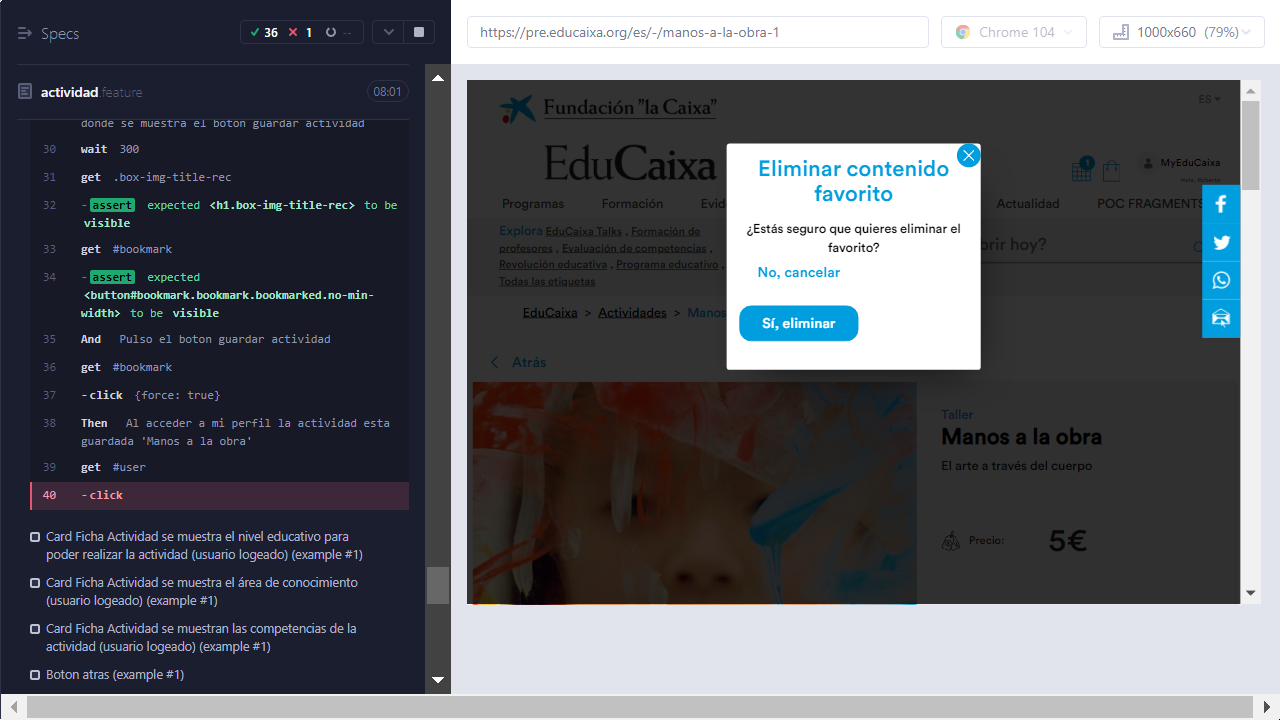 Specs
36
1
--
https://pre.educaixa.org/es/-/manos-a-la-obra-1
Chrome 104
1000x660 (79%)
actividad.feature
08:01
donde se muestra el boton guardar actividad
30 wait 300
31 get .box-img-title-rec
32 -assert expected <h1.box-img-title-rec> to be
visible
33 get #bookmark
34 -assert expected
<button#bookmark.bookmark.bookmarked.no-min-
width> to be visible
35 And Pulso el boton guardar actividad
36 get #bookmark
37 -click {force: true}
38 Then Al acceder a mi perfil la actividad esta
guardada 'Manos a la obra'
39 get #user
40 -click
Card Ficha Actividad se muestra el nivel educativo para
poder realizar la actividad (usuario logeado) (example #1)
Card Ficha Actividad se muestra el área de conocimiento
(usuario logeado) (example #1)
Card Ficha Actividad se muestran las competencias de la
actividad (usuario logeado) (example #1)
Boton atras (example #1)
Fundación "la Caixa"
ES
EduCaixa
1
MyEduCaixa
Hola, Roberto
Programas
Formación
Actualidad
POC FRAGMENTS
Explora EduCaixa Talks , Formación de
profesores , Evaluación de competencias ,
Revolución educativa , Programa educativo ,
Todas las etiquetas
brir hoy?
EduCaixa > Actividades > Manos
Eliminar contenido
favorito
¿Estás seguro que quieres eliminar el
favorito?
No, cancelar
Sí, eliminar
Atrás
Taller
Manos a la obra
El arte a través del cuerpo
Precio:
5€